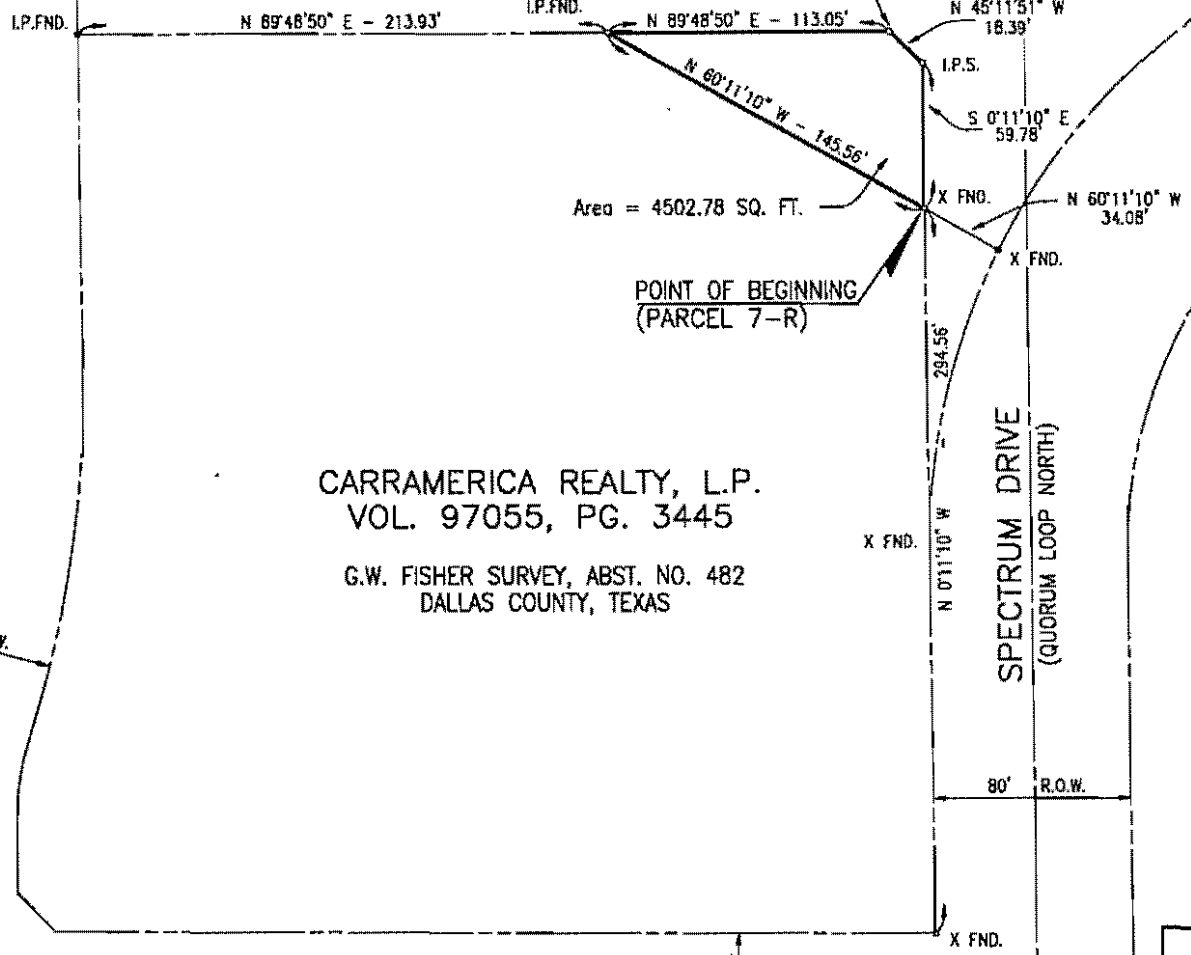 I.P.FND.
N 89°48'50" E - 213.93'
I.P.FND.
N 89°48'50" E - 113.05'
N 45°11'51" W
18.39'
I.P.S.
N 60°11'10" W - 145.56'
S 0°11'10" E
59.78'
Area = 4502.78 SQ. FT.
X FND.
N 60°11'10" W
34.08'
X FND.
POINT OF BEGINNING
(PARCEL 7-R)
N 0°11'10" W - 294.56'
SPECTRUM DRIVE
(QUORUM LOOP NORTH)
CARRAMERICA REALTY, L.P.
VOL. 97055, PG. 3445
X FND.
G.W. FISHER SURVEY, ABST. NO. 482
DALLAS COUNTY, TEXAS
80' R.O.W.
X FND.